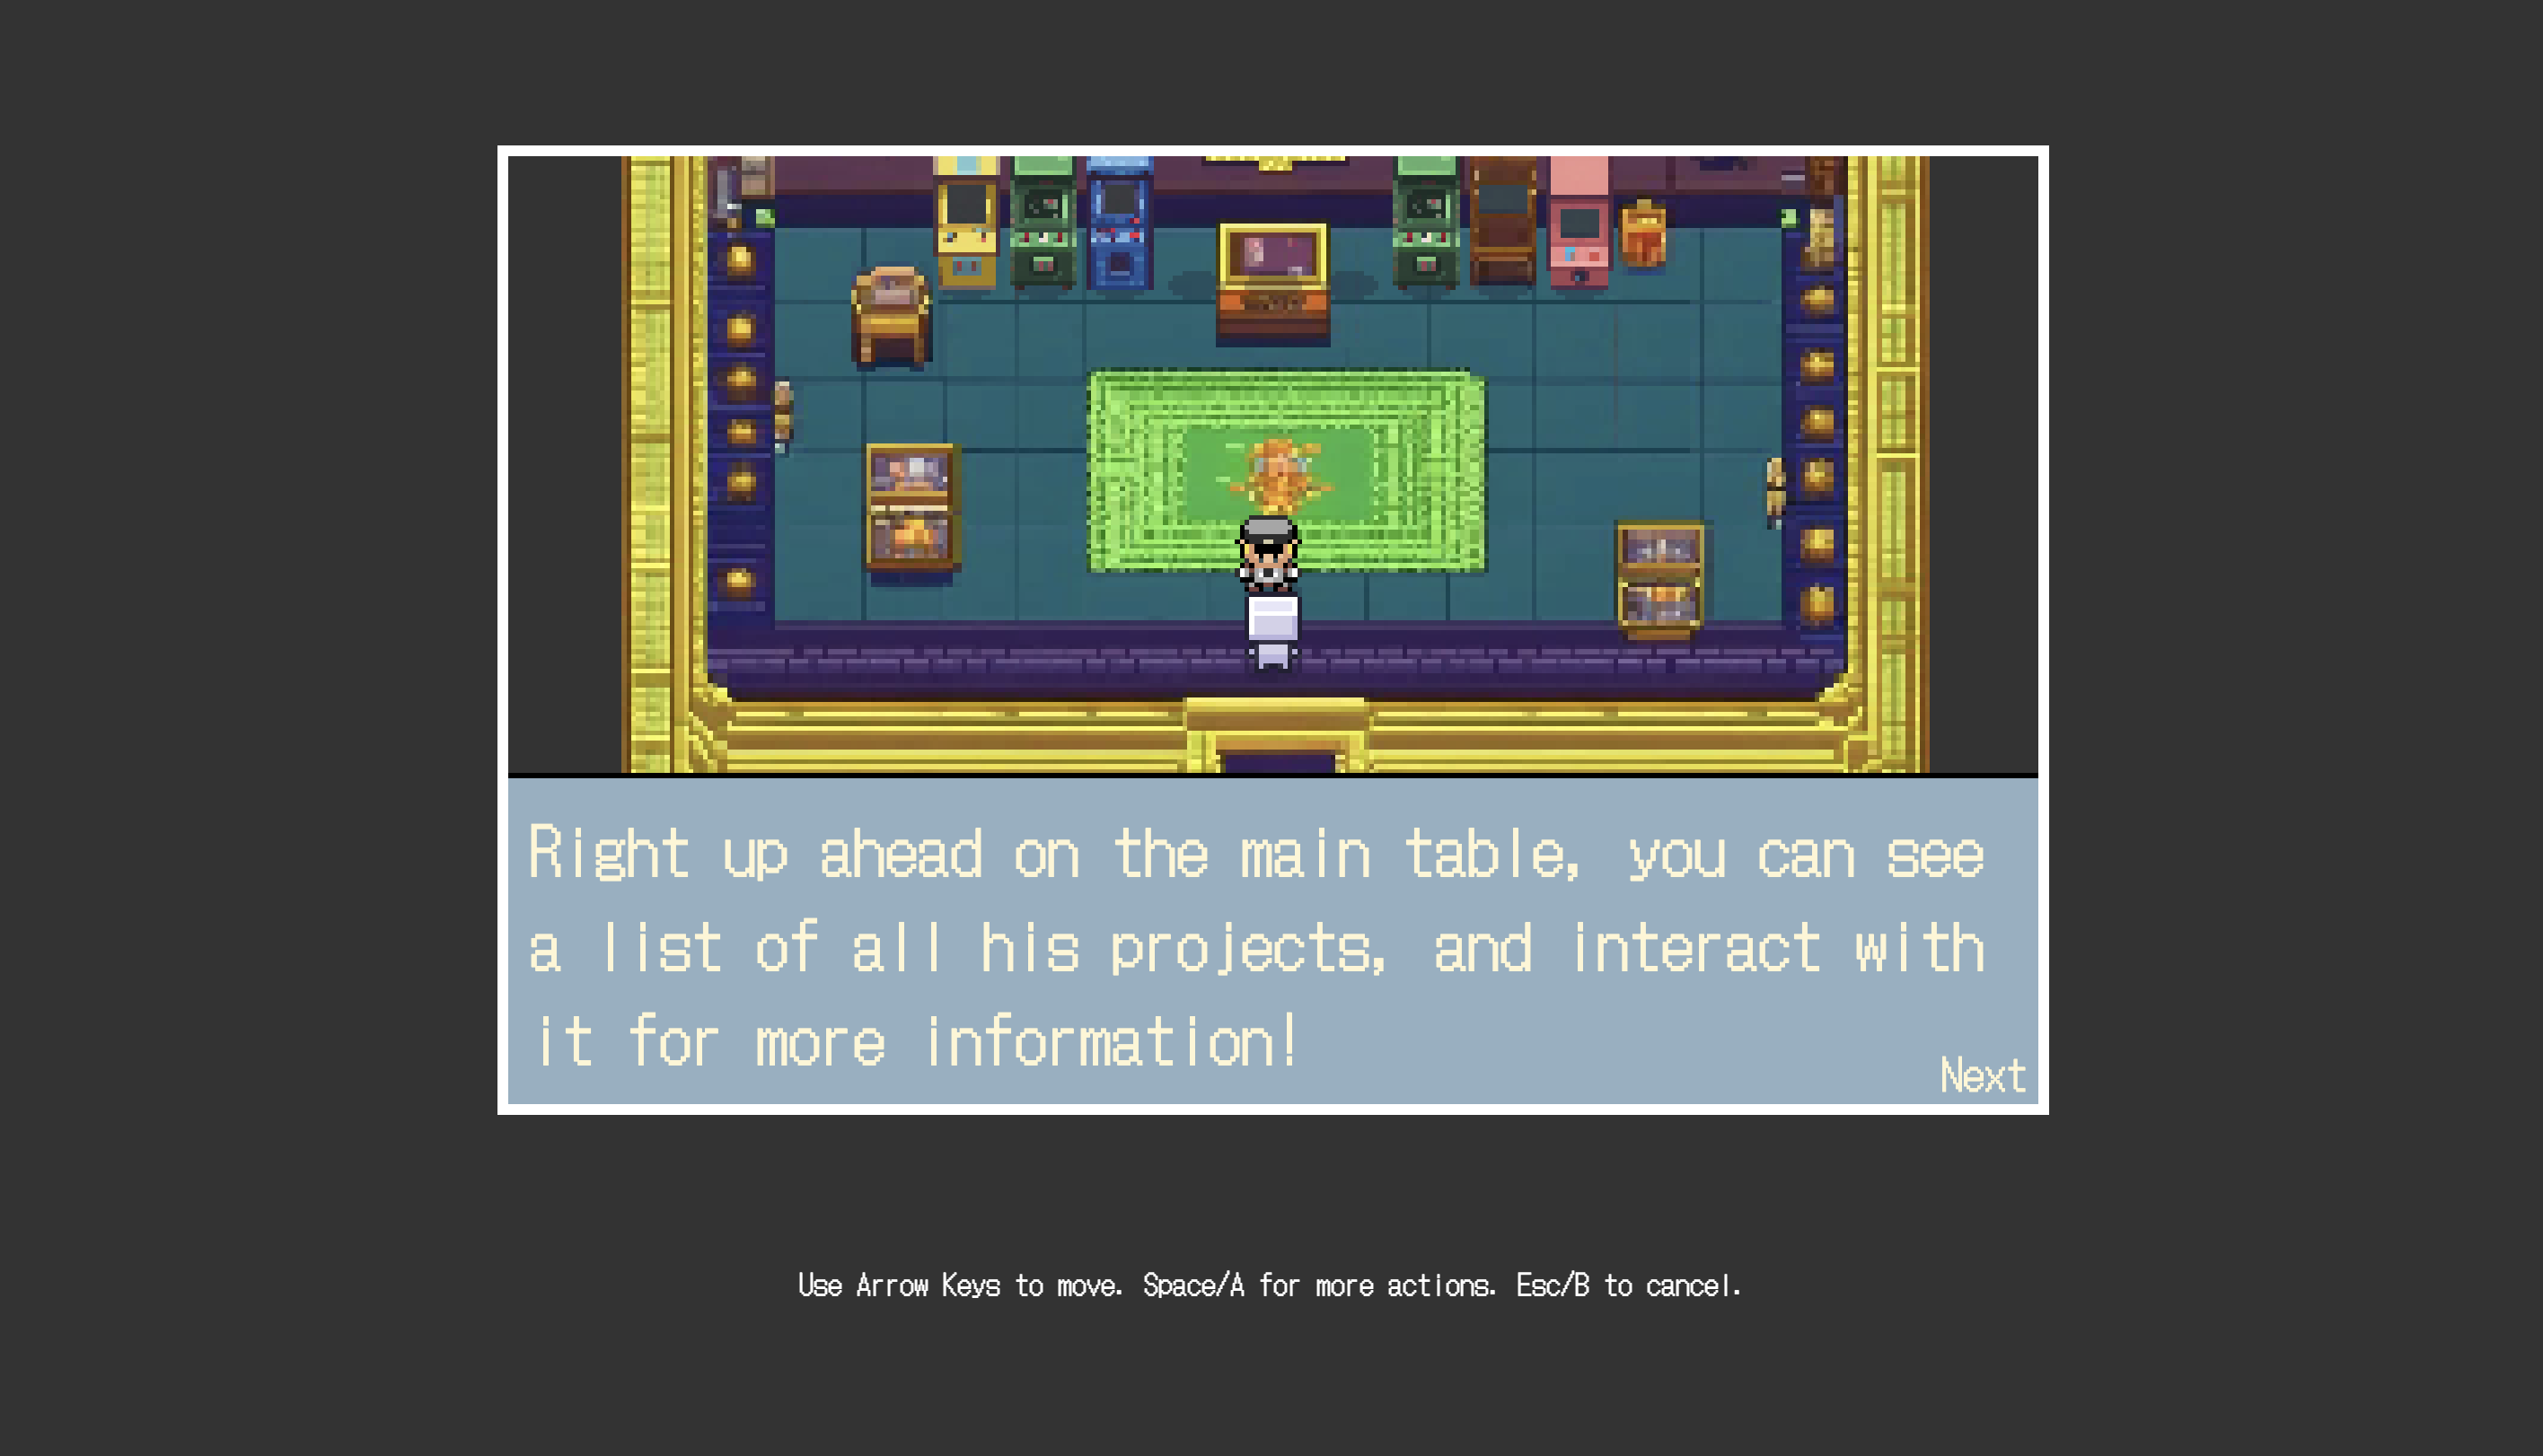 Right up ahead on the main table, you can see
a list of all his projects, and interact with
it for more information!
Next
Use Arrow Keys to move. Space/A for more actions. Esc/B to cancel.